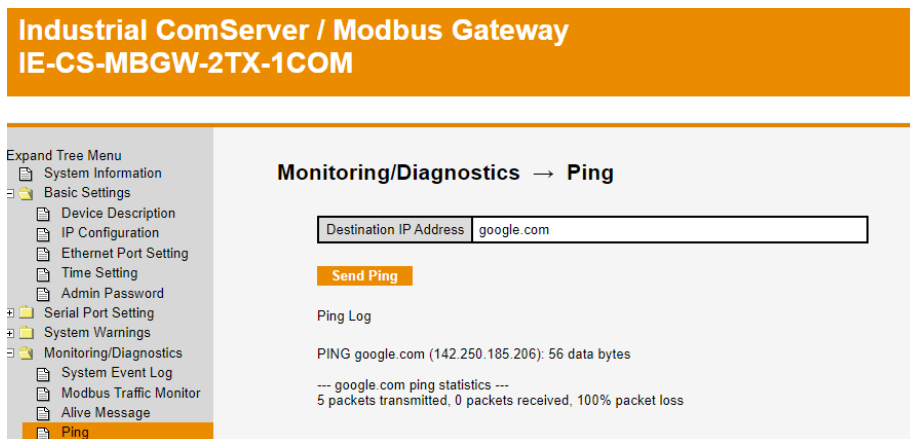 Industrial ComServer / Modbus Gateway
IE-CS-MBGW-2TX-1COM
Expand Tree Menu
System Information
Basic Settings
Device Description
IP Configuration
Ethernet Port Setting
Time Setting
Admin Password
Serial Port Setting
System Warnings
Monitoring/Diagnostics
System Event Log
Modbus Traffic Monitor
Alive Message
Ping
Monitoring/Diagnostics → Ping
Destination IP Address google.com
Send Ping
Ping Log
PING google.com (142.250.185.206): 56 data bytes
--- google.com ping statistics ---
5 packets transmitted, 0 packets received, 100% packet loss